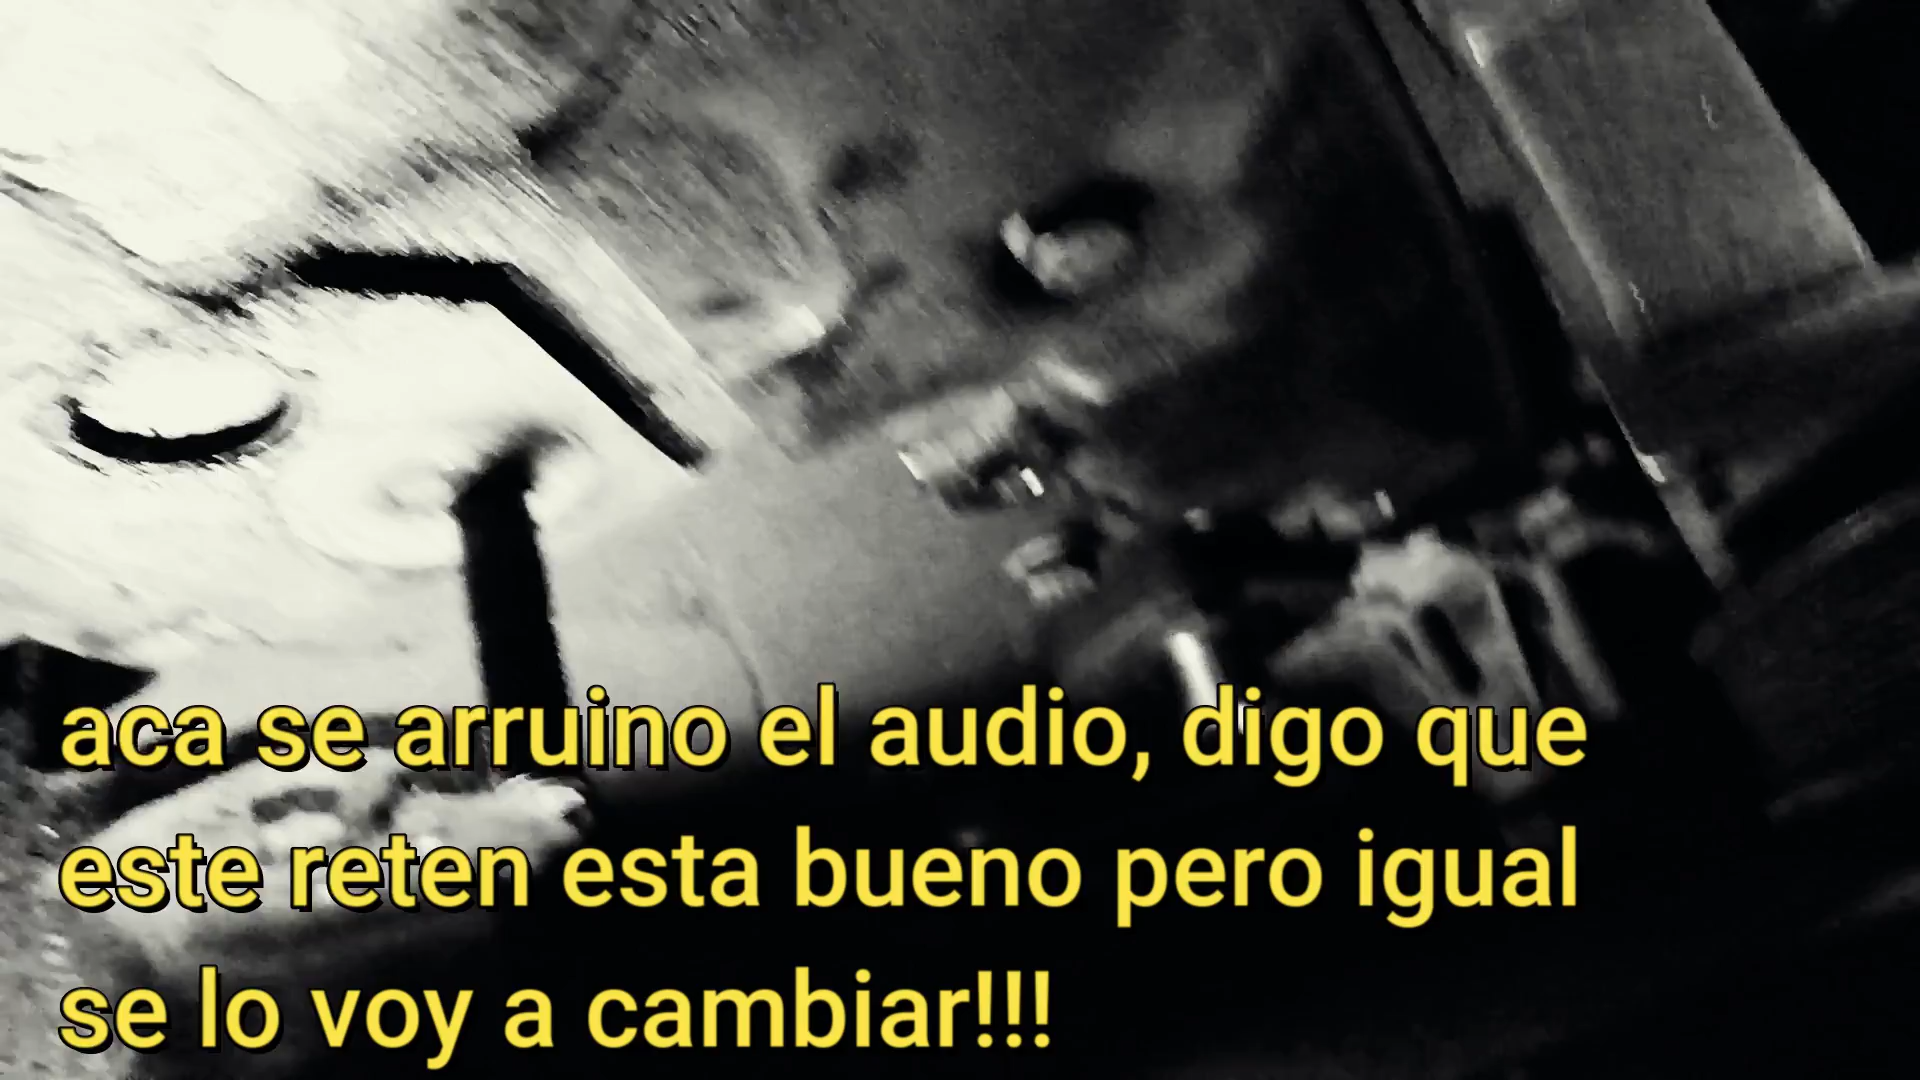 aca se arruino el audio, digo que
este reten esta bueno pero igual
se lo voy a cambiar!!!